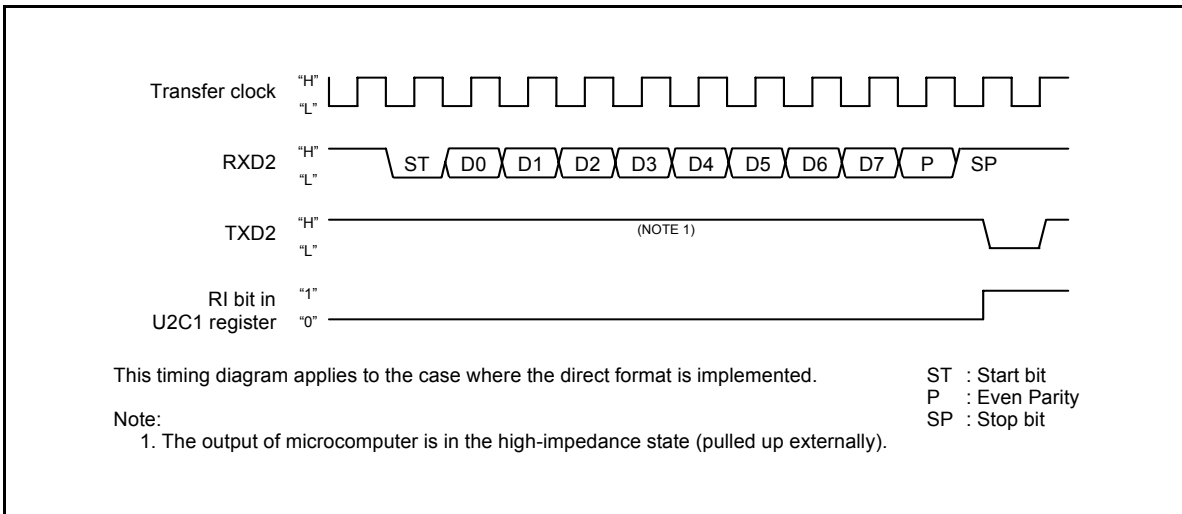 Transfer clock
“H”
“L”
RXD2
“H”
“L”
ST D0 D1 D2 D3 D4 D5 D6 D7 P SP
TXD2
“H”
“L”
(NOTE 1)
RI bit in
U2C1 register
“1”
“0”
This timing diagram applies to the case where the direct format is implemented.
Note:
1. The output of microcomputer is in the high-impedance state (pulled up externally).
ST : Start bit
P : Even Parity
SP : Stop bit